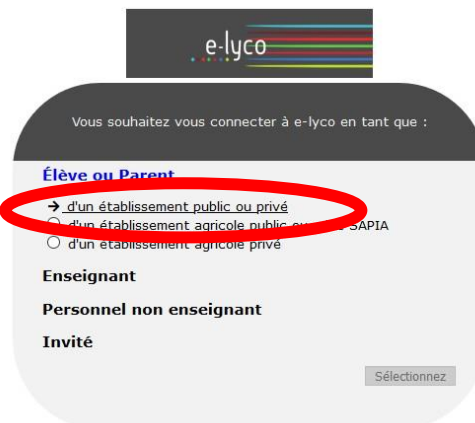 e-lyco
Vous souhaitez vous connecter à e-lyco en tant que :
Élève ou Parent
d'un établissement public ou privé
d'un établissement agricole public ou SAPIA
d'un établissement agricole privé
Enseignant
Personnel non enseignant
Invité
Sélectionnez